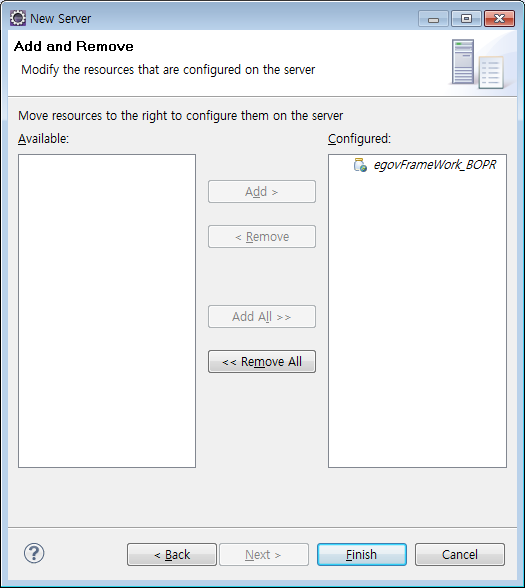 New Server
Add and Remove
Modify the resources that are configured on the server
Move resources to the right to configure them on the server
Available:
Configured:
egovFrameWork_BOPR
Add >
< Remove
Add All >>
<< Remove All
?
< Back
Next >
Finish
Cancel